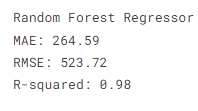 Random Forest Regressor
MAE: 264.59
RMSE: 523.72
R-squared: 0.98